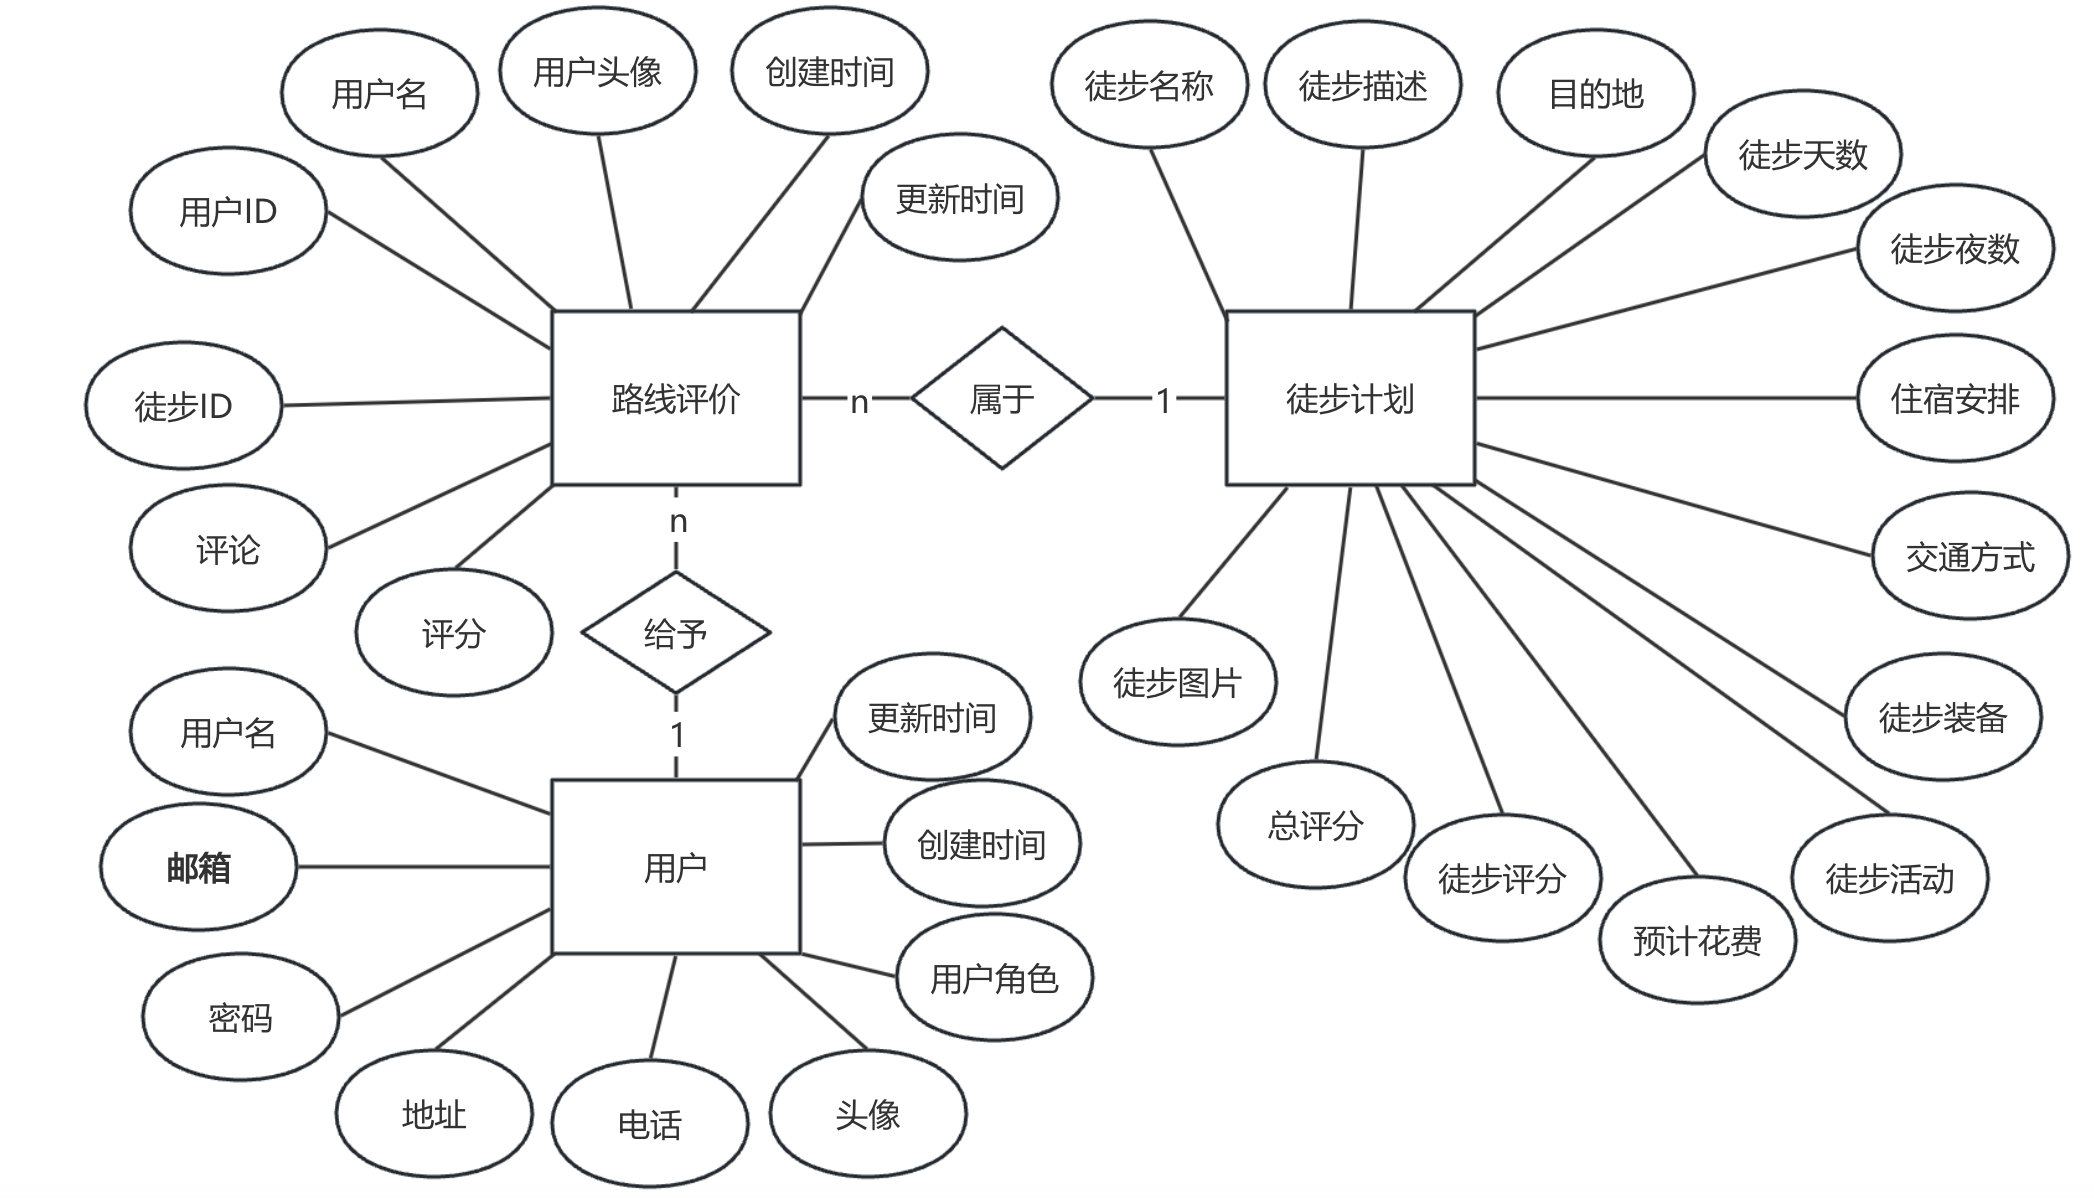 用户头像
创建时间
用户名
徒步名称
徒步描述
目的地
徒步天数
更新时间
用户ID
徒步夜数
徒步ID
路线评价
n
属于
1
徒步计划
住宿安排
n
评论
交通方式
评分
给予
徒步图片
用户名
1
更新时间
徒步装备
总评分
邮箱
用户
创建时间
徒步评分
徒步活动
预计花费
用户角色
密码
地址
电话
头像